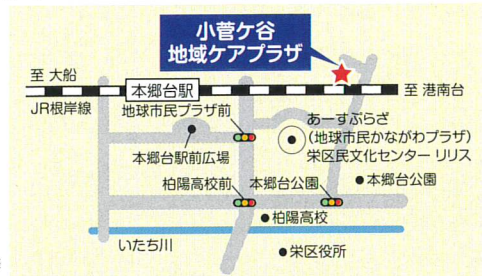 小菅ケ谷
地域ケアプラザ
至 大船
本郷台駅
至 港南台
JR根岸線
地球市民プラザ前
あーすぷらざ
（地球市民かながわプラザ）
栄区民文化センター リリス
本郷台駅前広場
柏陽高校前
本郷台公園
本郷台公園
柏陽高校
いたち川
栄区役所